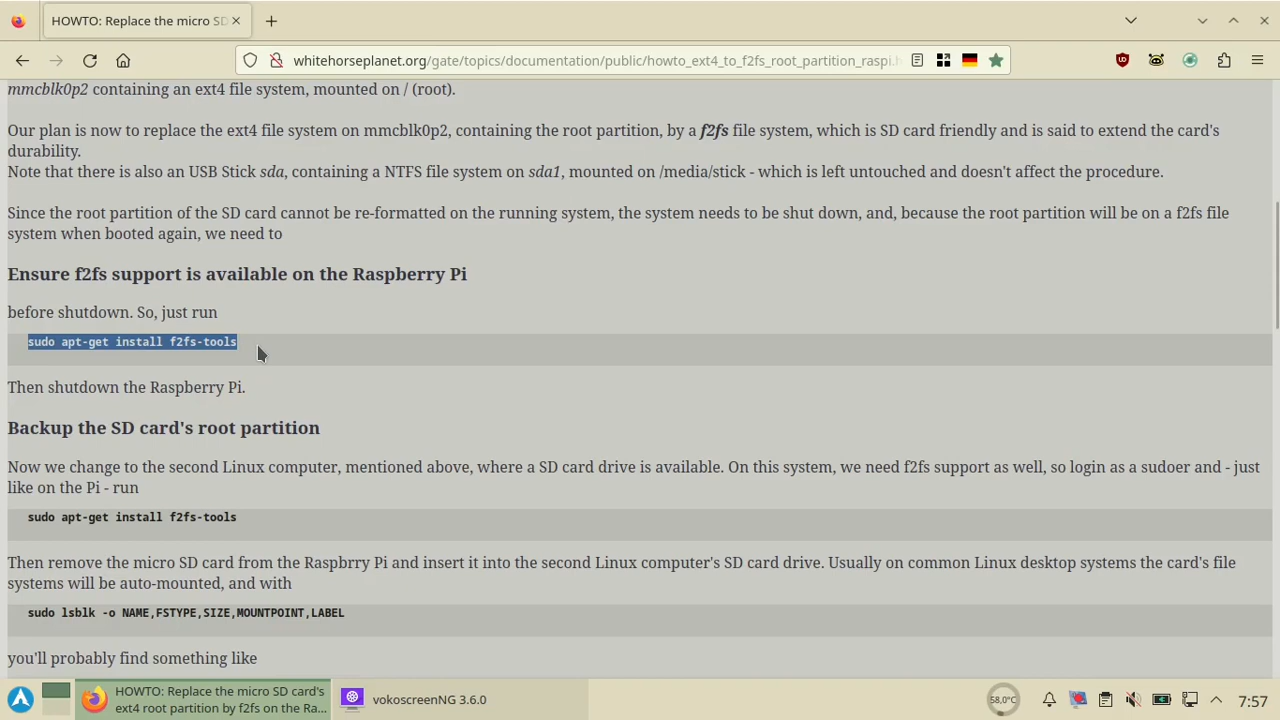 HOWTO: Replace the micro SD
whitehorseplanet.org/gate/topics/documentation/public/howto_ext4_to_f2fs_root_partition_raspi.h
mmcblk0p2 containing an ext4 file system, mounted on / (root).
Our plan is now to replace the ext4 file system on mmcblk0p2, containing the root partition, by a f2fs file system, which is SD card friendly and is said to extend the card's
durability.
Note that there is also an USB Stick sda, containing a NTFS file system on sda1, mounted on /media/stick - which is left untouched and doesn't affect the procedure.
Since the root partition of the SD card cannot be re-formatted on the running system, the system needs to be shut down, and, because the root partition will be on a f2fs file
system when booted again, we need to
Ensure f2fs support is available on the Raspberry Pi
before shutdown. So, just run
sudo apt-get install f2fs-tools
Then shutdown the Raspberry Pi.
Backup the SD card's root partition
Now we change to the second Linux computer, mentioned above, where a SD card drive is available. On this system, we need f2fs support as well, so login as a sudoer and - just
like on the Pi - run
sudo apt-get install f2fs-tools
Then remove the micro SD card from the Raspbrry Pi and insert it into the second Linux computer's SD card drive. Usually on common Linux desktop systems the card's file
systems will be auto-mounted, and with
sudo lsblk -o NAME,FSTYPE,SIZE,MOUNTPOINT,LABEL
you'll probably find something like
HOWTO: Replace the micro SD card's
ext4 root partition by f2fs on the Ra...
vokoscreenNG 3.6.0
58,0°C
7:57